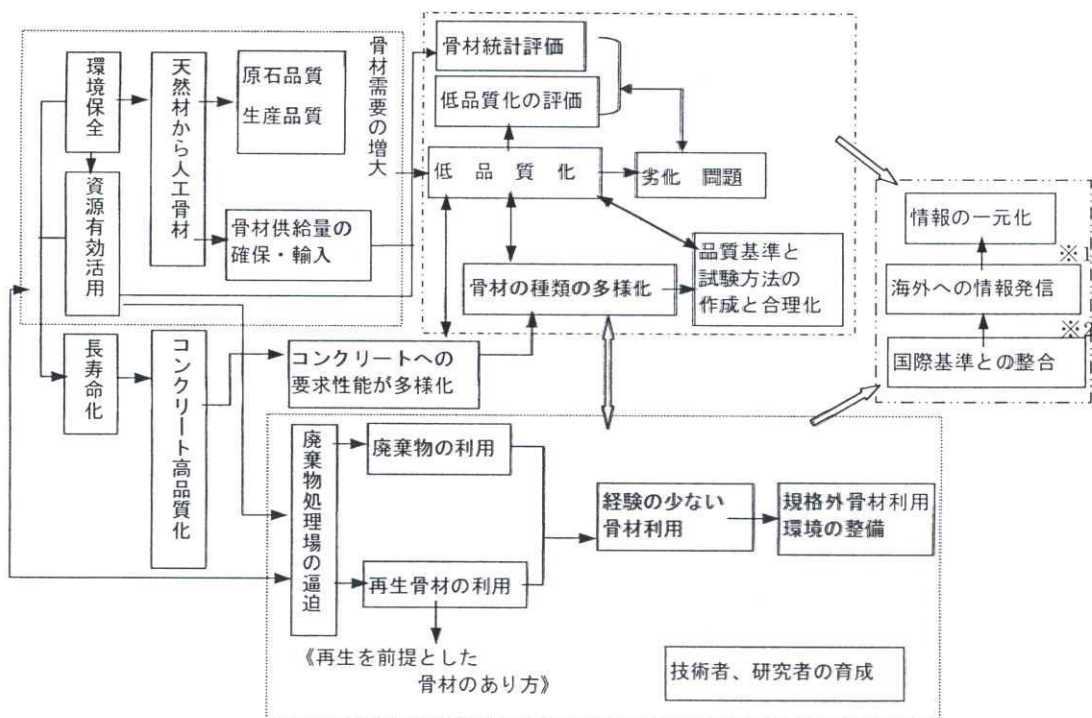 環境保全
天然材から人工骨材
原石品質
生産品質
骨材需要の増大
資源有効活用
骨材供給量の
確保・輸入
長寿命化
コンクリート高品質化
コンクリートへの
要求性能が多様化
骨材統計評価
低品質化の評価
低品質化
劣化 問題
骨材の種類の多様化
品質基準と
試験方法の
作成と合理化
情報の一元化
※1
海外への情報発信
※2
国際基準との整合
廃棄物処理場の逼迫
廃棄物の利用
再生骨材の利用
経験の少ない
骨材利用
規格外骨材利用
環境の整備
《再生を前提とした
骨材のあり方》
技術者、研究者の育成